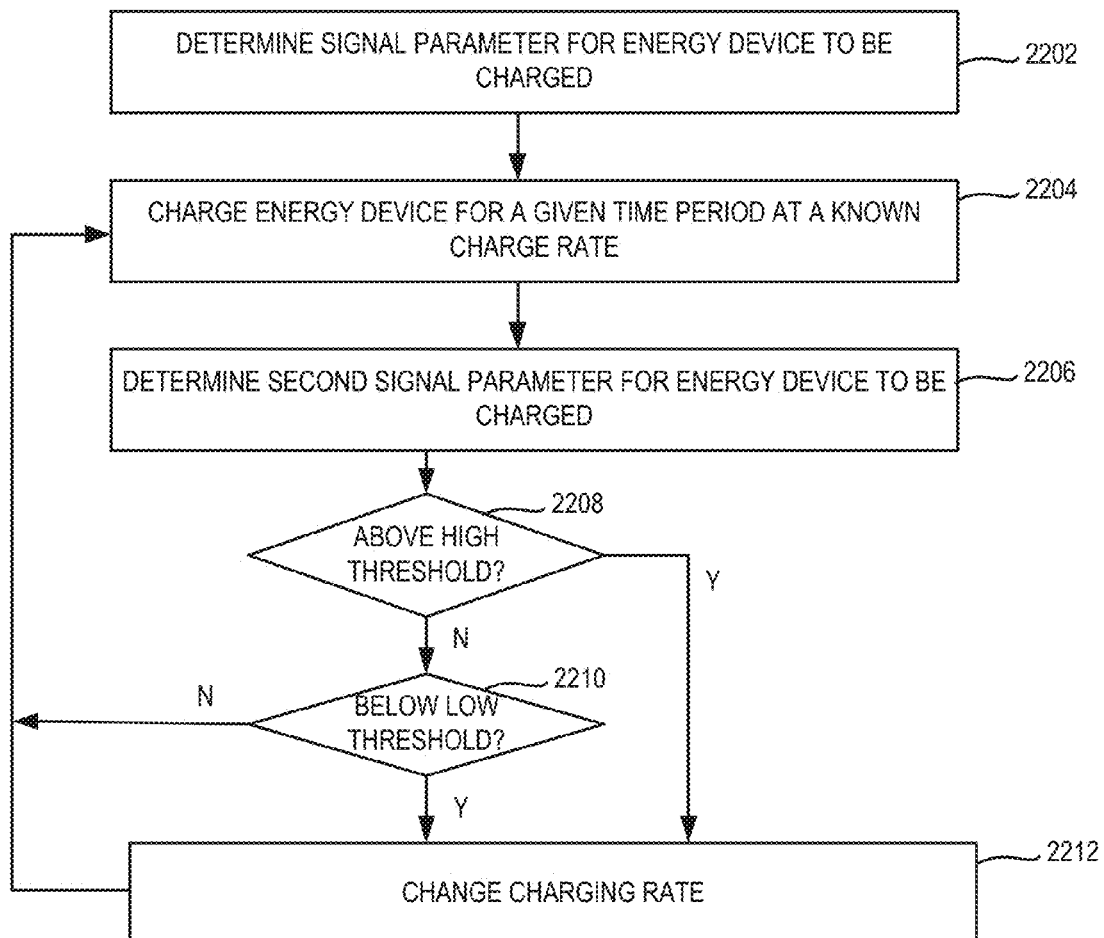 DETERMINE SIGNAL PARAMETER FOR ENERGY DEVICE TO BE
CHARGED
2202
CHARGE ENERGY DEVICE FOR A GIVEN TIME PERIOD AT A KNOWN
CHARGE RATE
2204
DETERMINE SECOND SIGNAL PARAMETER FOR ENERGY DEVICE TO BE
CHARGED
2206
2208
ABOVE HIGH
THRESHOLD?
Y
N
2210
N
BELOW LOW
THRESHOLD?
Y
2212
CHANGE CHARGING RATE